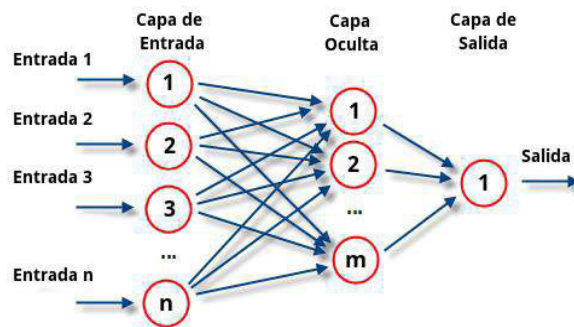 Capa de
Entrada
Capa
Oculta
Capa de
Salida
Entrada 1
1
Entrada 2
2
Entrada 3
3
...
Entrada n
n
1
2
...
m
1
Salida